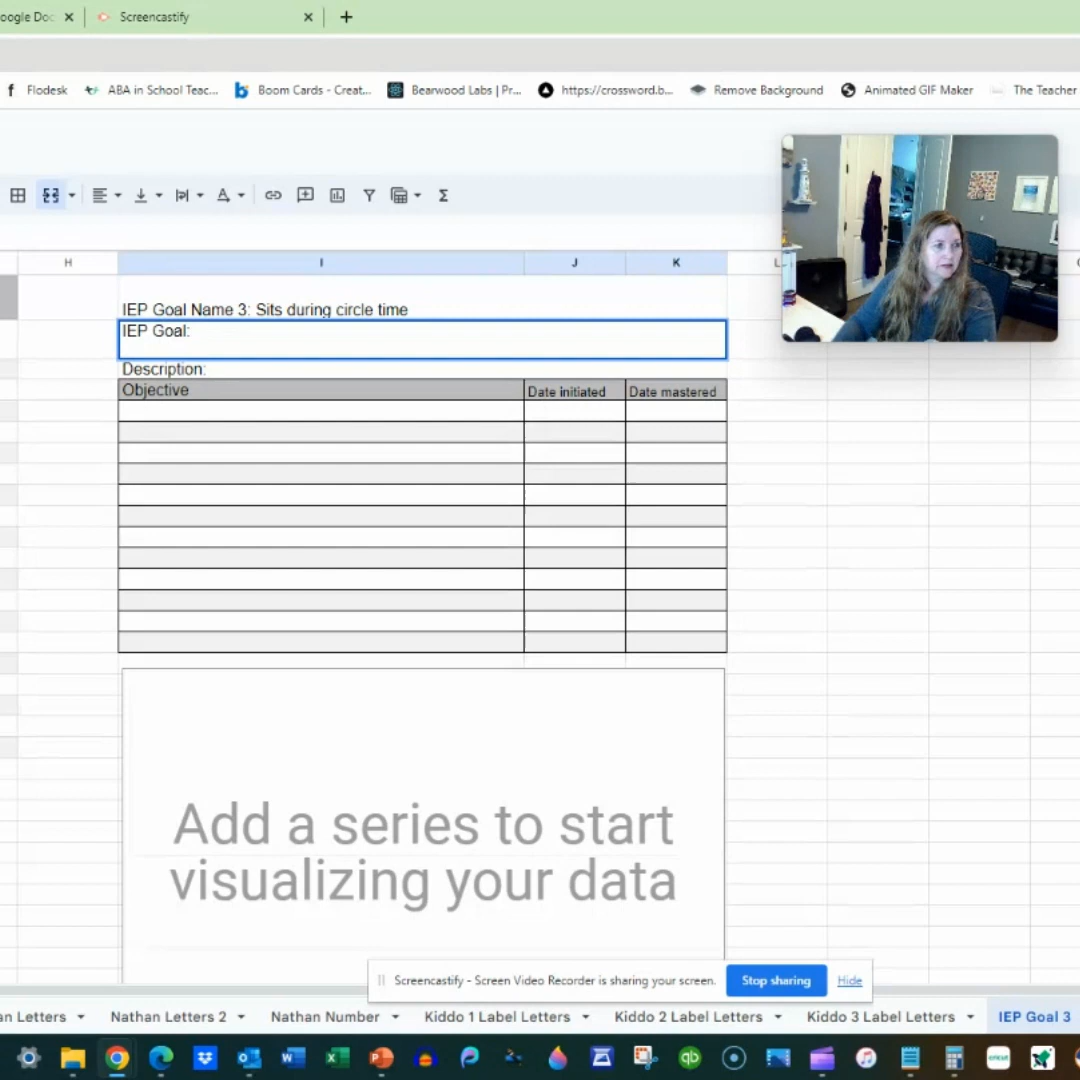 oogle Doc
Screencastify
Flodesk
ABA in School Teac...
Boom Cards - Creat...
Bearwood Labs | Pr...
https://crossword.b...
Remove Background
Animated GIF Maker
The Teacher
H
I
J
K
L
IEP Goal Name 3: Sits during circle time
IEP Goal:
Description:
Objective
Date initiated
Date mastered
Add a series to start
visualizing your data
Screencastify - Screen Video Recorder is sharing your screen.
Stop sharing
Hide
an Letters
Nathan Letters 2
Nathan Number
Kiddo 1 Label Letters
Kiddo 2 Label Letters
Kiddo 3 Label Letters
IEP Goal 3